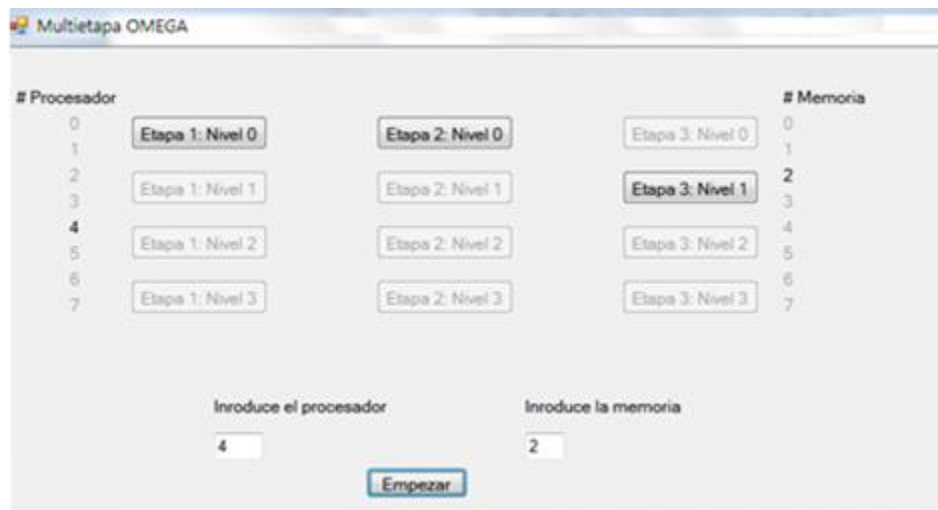 Multietapa OMEGA
# Procesador # Memoria
0 Etapa 1: Nivel 0 Etapa 2: Nivel 0 Etapa 3: Nivel 0 0
1 1
2 Etapa 1: Nivel 1 Etapa 2: Nivel 1 Etapa 3: Nivel 1 2
3 3
4 Etapa 1: Nivel 2 Etapa 2: Nivel 2 Etapa 3: Nivel 2 4
5 5
6 Etapa 1: Nivel 3 Etapa 2: Nivel 3 Etapa 3: Nivel 3 6
7 7
Inroduce el procesador Inroduce la memoria
4 2
Empezar